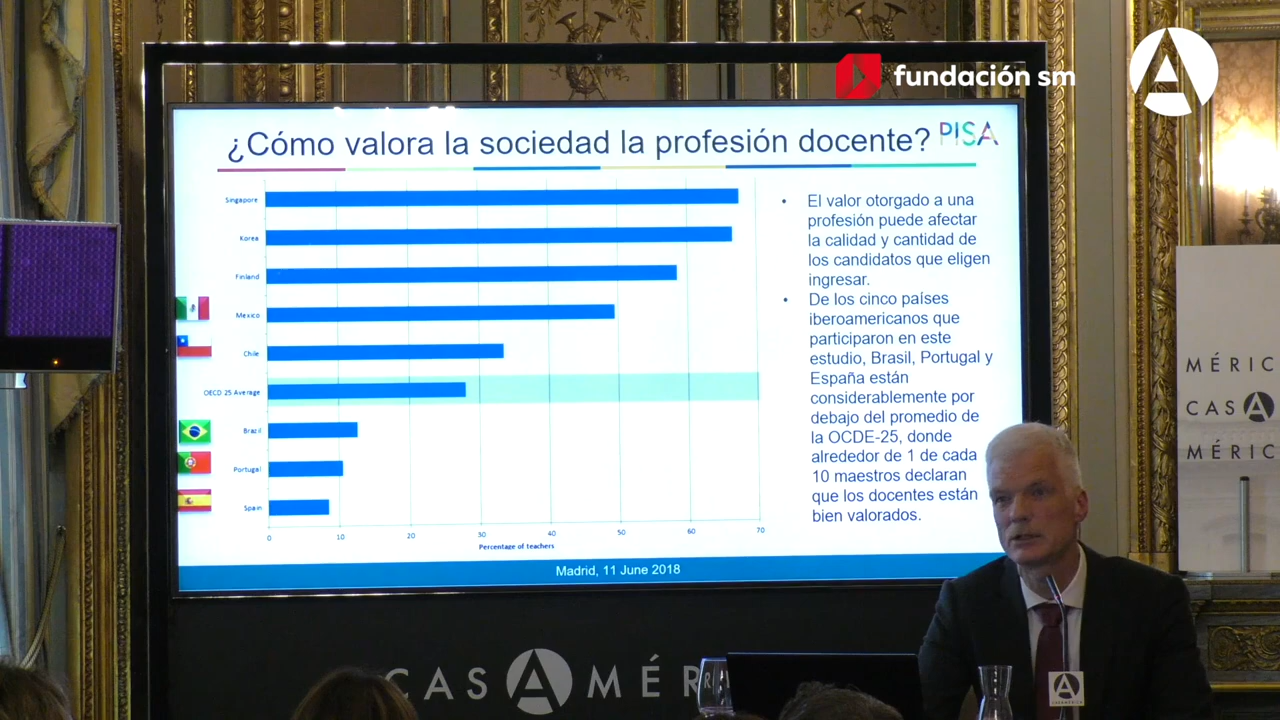 fundación sm
¿Cómo valora la sociedad la profesión docente?
PISA
Singapore
Korea
Finland
Mexico
Chile
OECD 25 Average
Brazil
Portugal
Spain
0 10 20 30 40 50 60 70
Percentage of teachers
• El valor otorgado a una
profesión puede afectar
la calidad y cantidad de
los candidatos que eligen
ingresar.
• De los cinco países
iberoamericanos que
participaron en este
estudio, Brasil, Portugal y
España están
considerablemente por
debajo del promedio de
la OCDE-25, donde
alrededor de 1 de cada
10 maestros declaran
que los docentes están
bien valorados.
Madrid, 11 June 2018
MÉRIC
CASA
MÉRIC
CASAMÉR